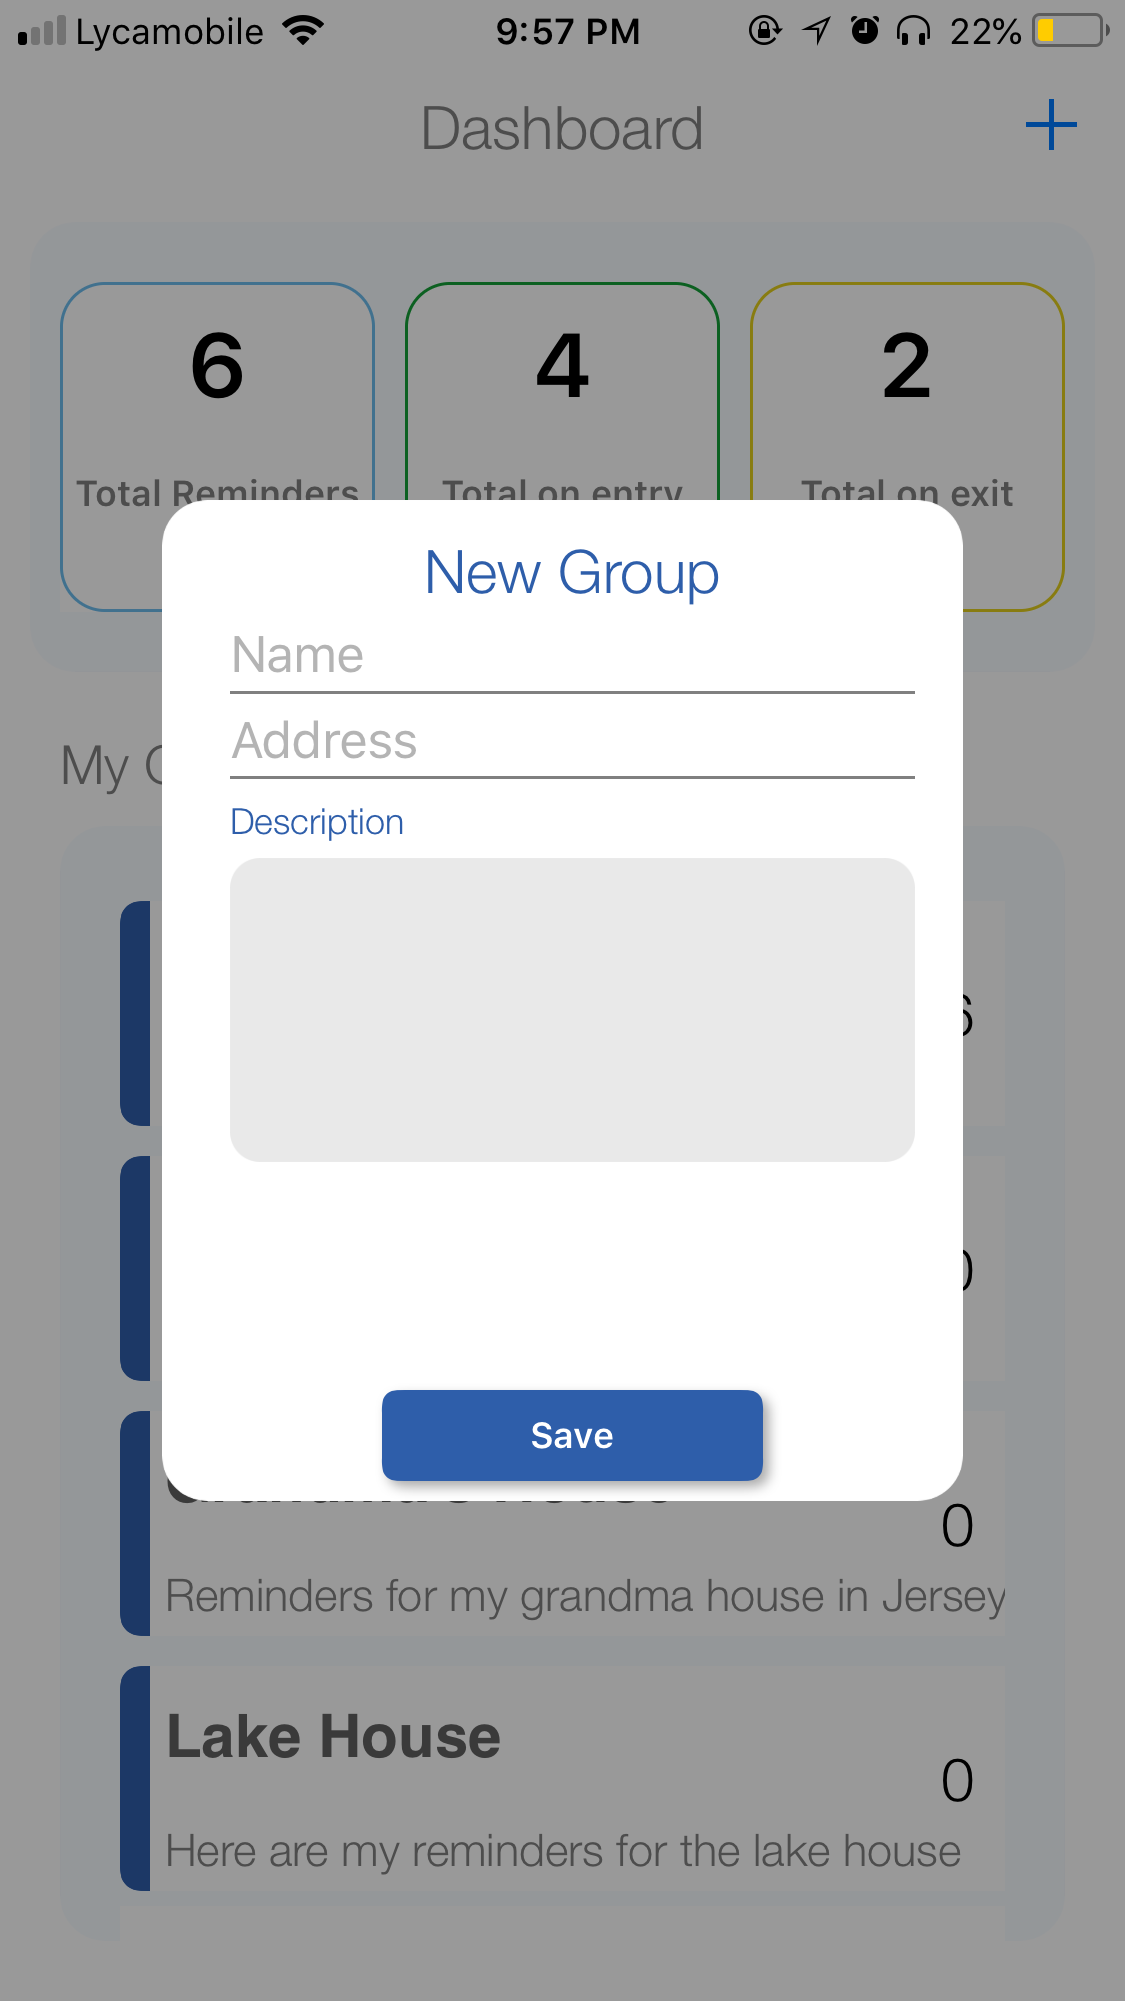 Lycamobile 9:57 PM 22%
Dashboard
6 4 2
Total Reminders Total on entry Total on exit
New Group
Name
Address
My
Description
Save
0
Reminders for my grandma house in Jersey
Lake House
0
Here are my reminders for the lake house